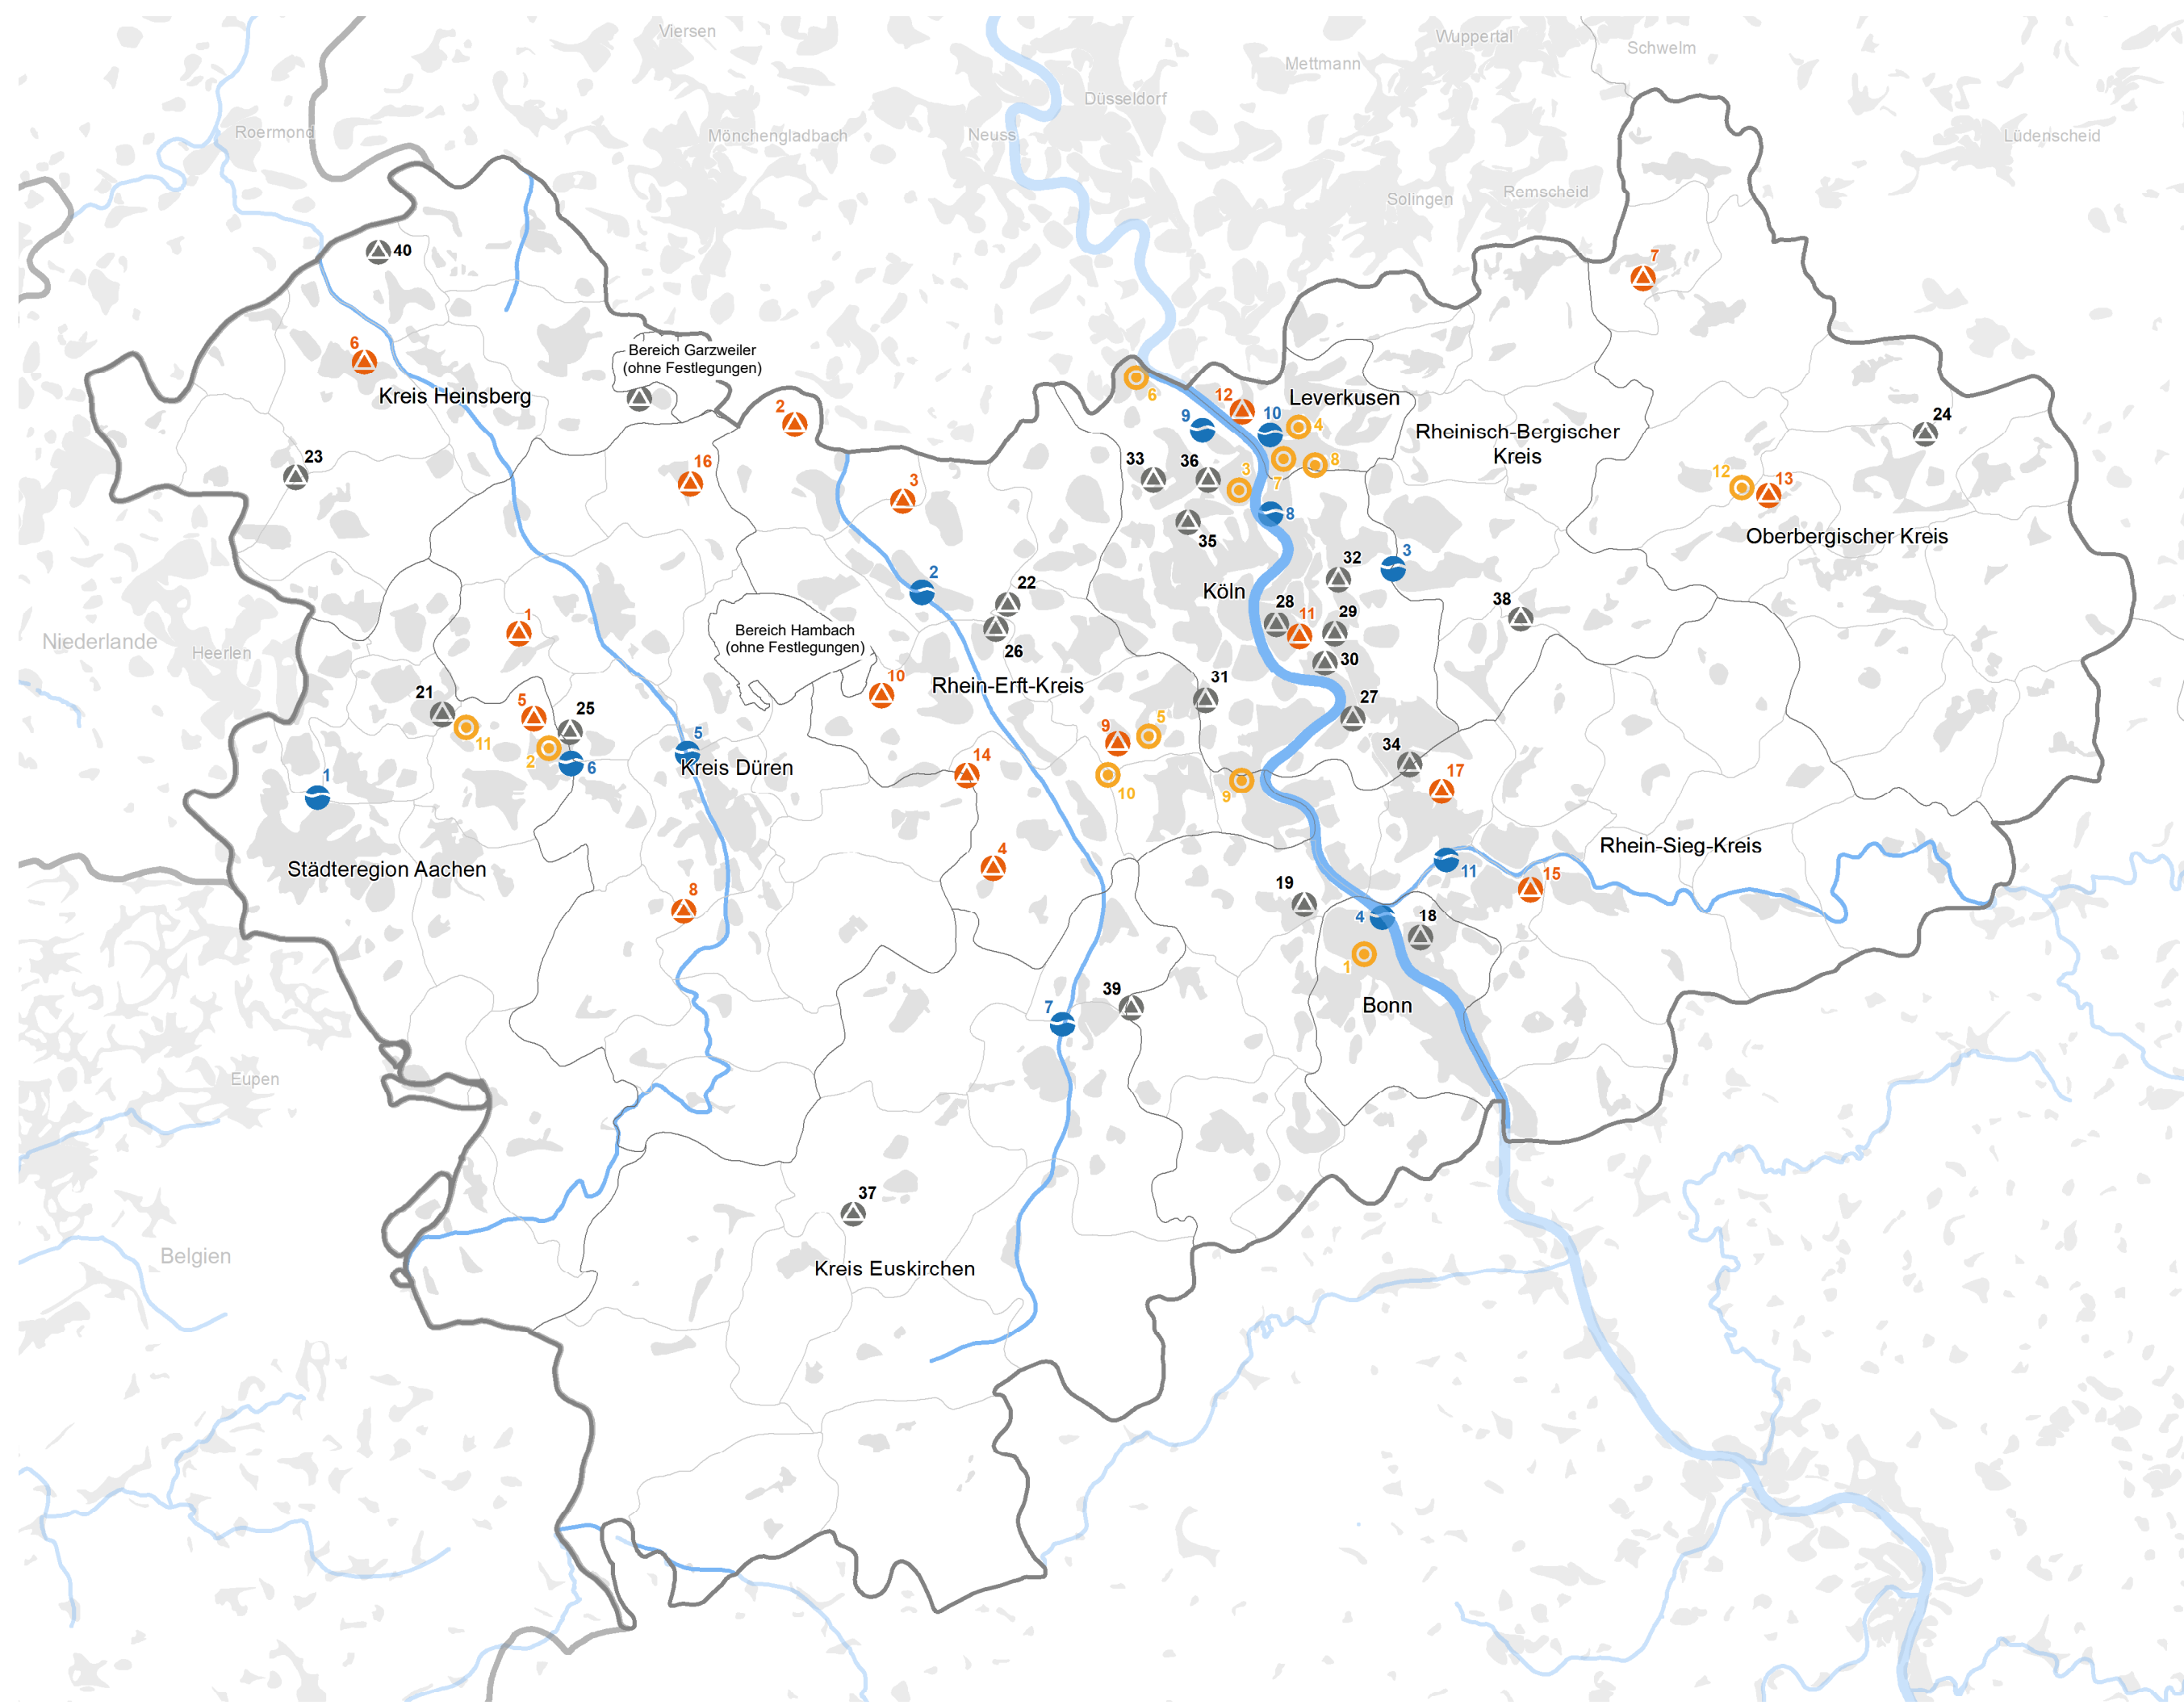 Viersen
Wuppertal
Schwelm
Mettmann
Düsseldorf
Roermond
Mönchengladbach
Neuss
Lüdenscheid
Remscheid
Solingen
40
7
6
Bereich Garzweiler
(ohne Festlegungen)
Kreis Heinsberg
2
6
12
Leverkusen
9
10
4
24
Rheinisch-Bergischer
Kreis
23
16
3
33
36
3
7
8
12
13
8
35
Oberbergischer Kreis
2
32
3
22
Köln
28
11
29
38
1
Bereich Hambach
(ohne Festlegungen)
Niederlande
Heerlen
26
30
10
Rhein-Erft-Kreis
31
21
5
25
27
11
5
9
5
2
6
34
14
Kreis Düren
1
17
10
9
Rhein-Sieg-Kreis
4
Städteregion Aachen
11
15
8
19
4
18
1
39
7
Bonn
Eupen
37
Belgien
Kreis Euskirchen